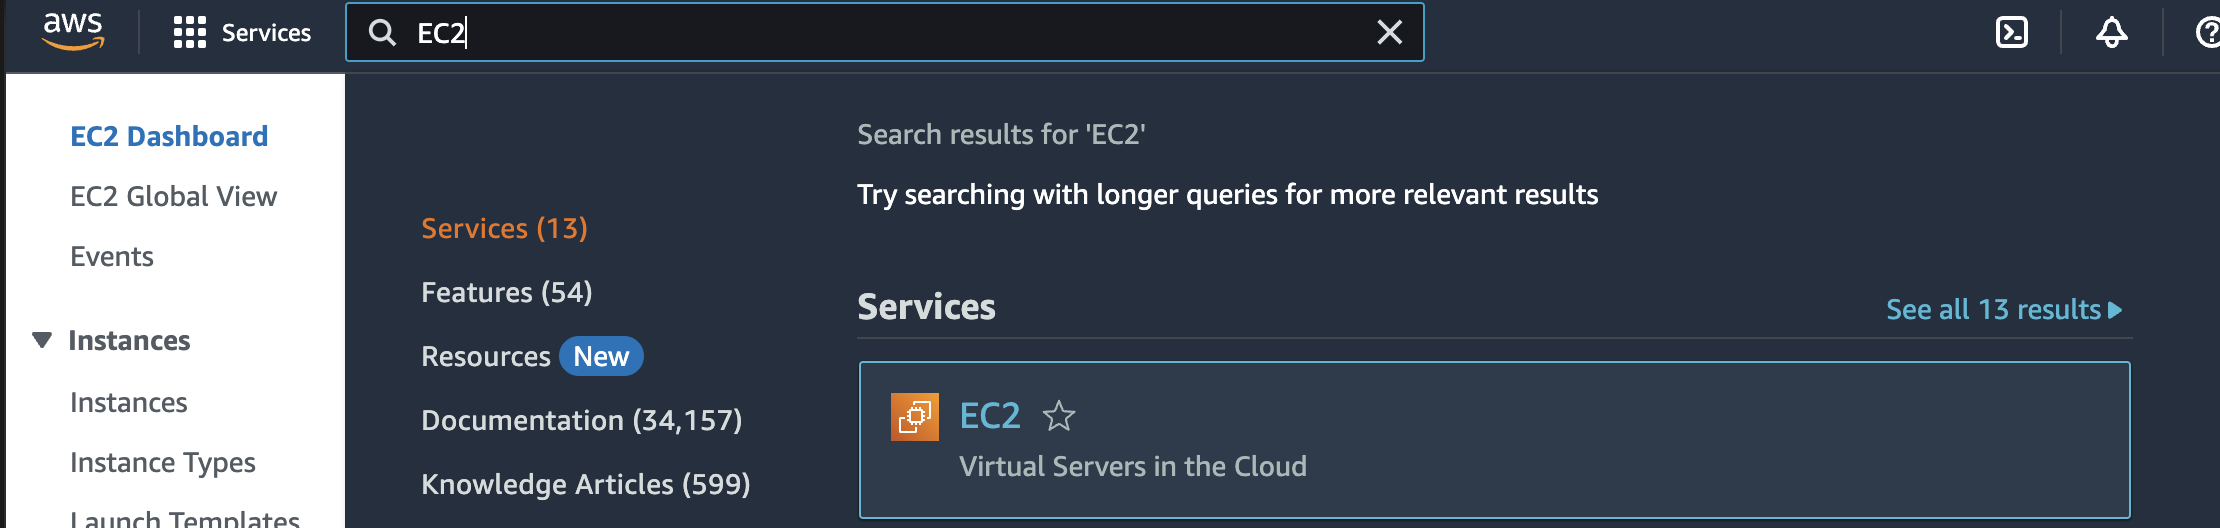 aws
Services
EC2
EC2 Dashboard
EC2 Global View
Events
Instances
Instances
Instance Types
Launch Templates
Services (13)
Features (54)
Resources New
Documentation (34,157)
Knowledge Articles (599)
Search results for 'EC2'
Try searching with longer queries for more relevant results
Services
See all 13 results
EC2
Virtual Servers in the Cloud